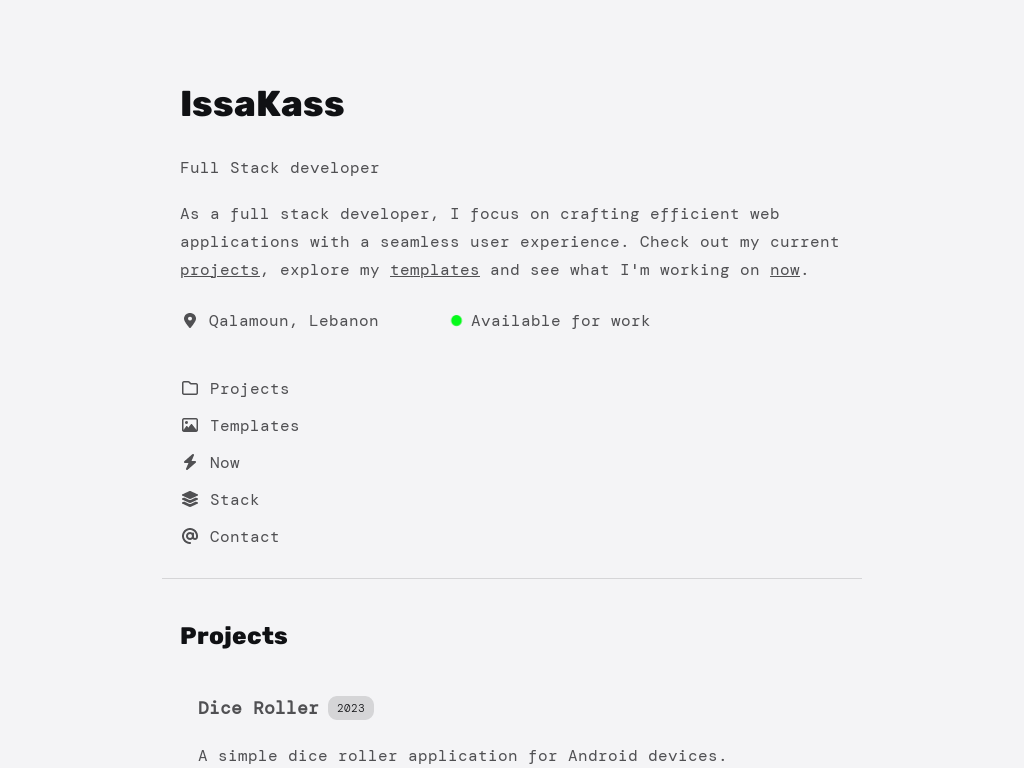 IssaKass
Full Stack developer
As a full stack developer, I focus on crafting efficient web
applications with a seamless user experience. Check out my current
projects, explore my templates and see what I'm working on now.
Qalamoun, Lebanon
Available for work
Projects
Templates
Now
Stack
Contact
Projects
Dice Roller 2023
A simple dice roller application for Android devices.